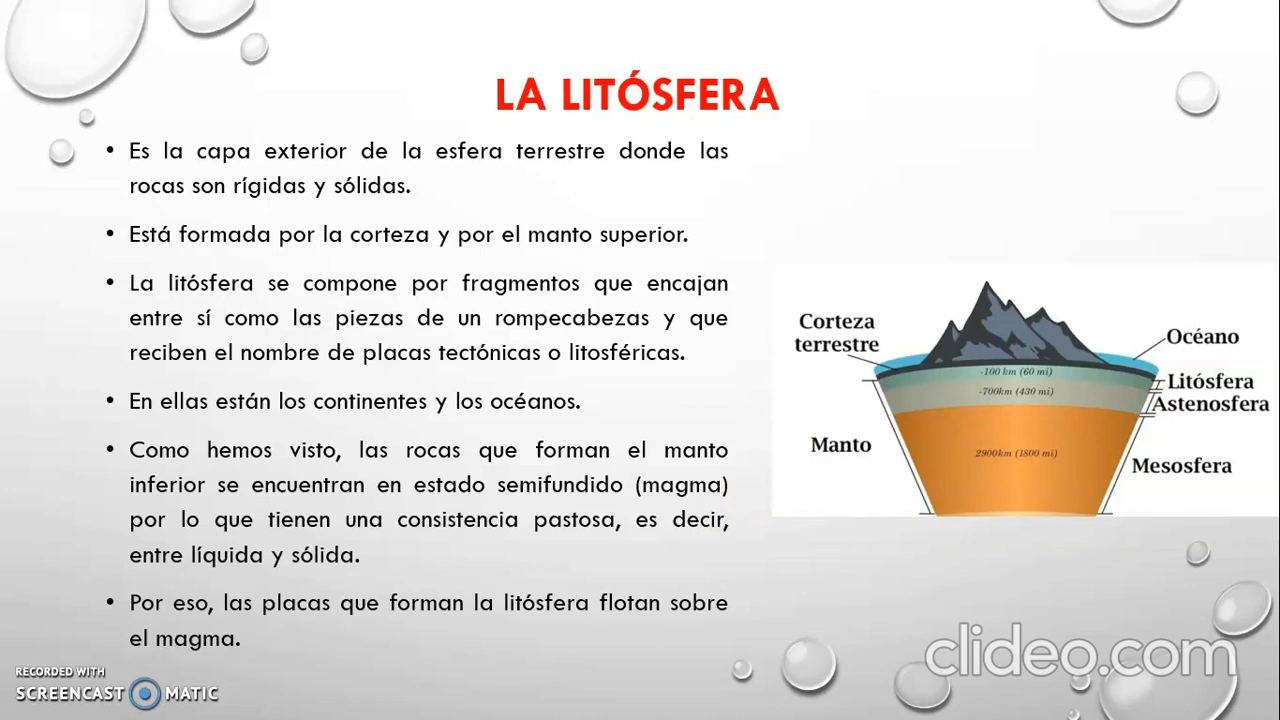 LA LITÓSFERA
• Es la capa exterior de la esfera terrestre donde las
rocas son rígidas y sólidas.
• Está formada por la corteza y por el manto superior.
• La litósfera se compone por fragmentos que encajan
entre sí como las piezas de un rompecabezas y que
reciben el nombre de placas tectónicas o litosféricas.
• En ellas están los continentes y los océanos.
• Como hemos visto, las rocas que forman el manto
inferior se encuentran en estado semifundido (magma)
por lo que tienen una consistencia pastosa, es decir,
entre líquida y sólida.
• Por eso, las placas que forman la litósfera flotan sobre
el magma.
Corteza
terrestre
Océano
-100 km (60 mi)
Litósfera
-700km (430 mi)
Astenosfera
Manto
2900km (1800 mi)
Mesosfera
RECORDED WITH
SCREENCAST MATIC
clideo.com